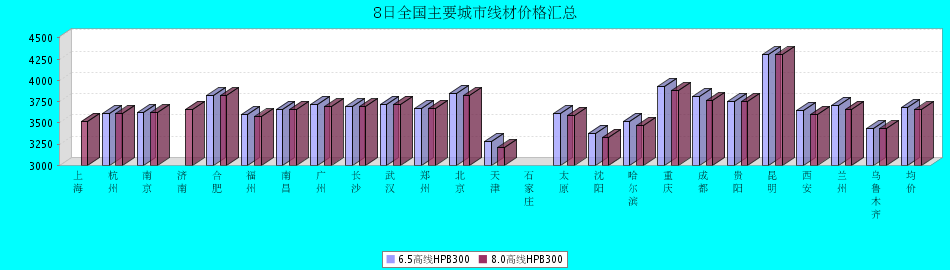 8日全国主要城市线材价格汇总
4500
4250
4000
3750
3500
3250
3000
上海 杭州 南京 济南 合肥 福州 南昌 广州 长沙 武汉 郑州 北京 天津 石家庄 太原 沈阳 哈尔滨 重庆 成都 贵阳 昆明 西安 兰州 乌鲁木齐 均价
6.5高线HPB300 8.0高线HPB300